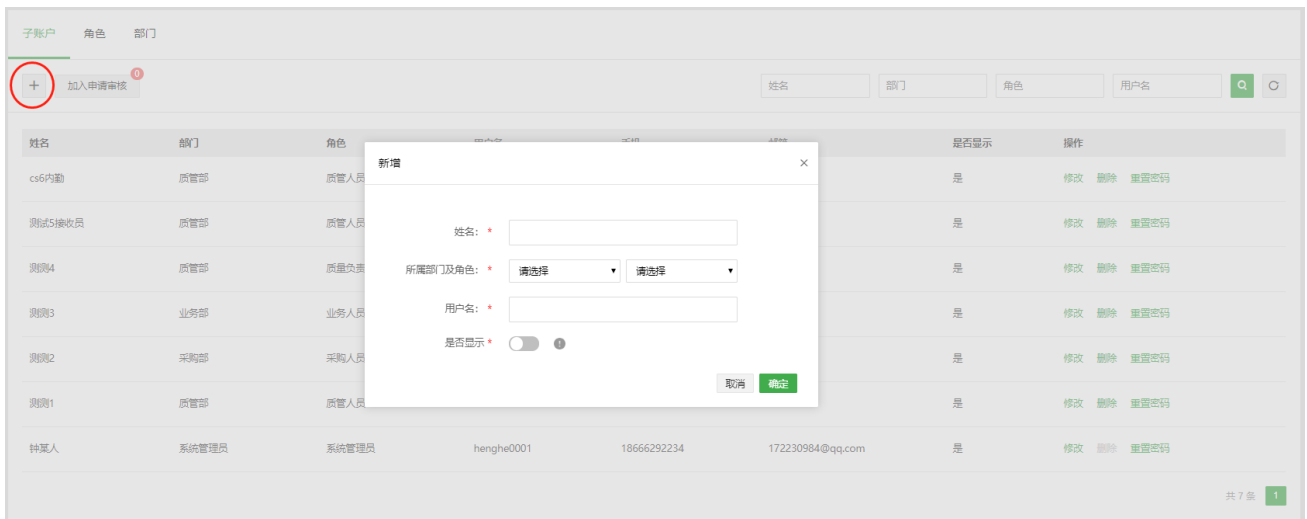 子账户 角色 部门
+ 加入申请审核 0 姓名 部门 角色 用户名
姓名 部门 角色 是否显示 操作
新增 ×
cs6内勤 质管部 质管人员 是 修改 删除 重置密码
测试5接收员 质管部 质管人员 是 修改 删除 重置密码
姓名: *
测测4 质管部 质量负责 是 修改 删除 重置密码
所属部门及角色: * 请选择 请选择
测测3 业务部 业务人员 是 修改 删除 重置密码
用户名: *
是否显示 *
测测2 采购部 采购人员 是 修改 删除 重置密码
取消 确定
测测1 质管部 质管人员 是 修改 删除 重置密码
钟某人 系统管理员 系统管理员 henghe0001 18666292234 172230984@qq.com 是 修改 删除 重置密码
共 7 条 1